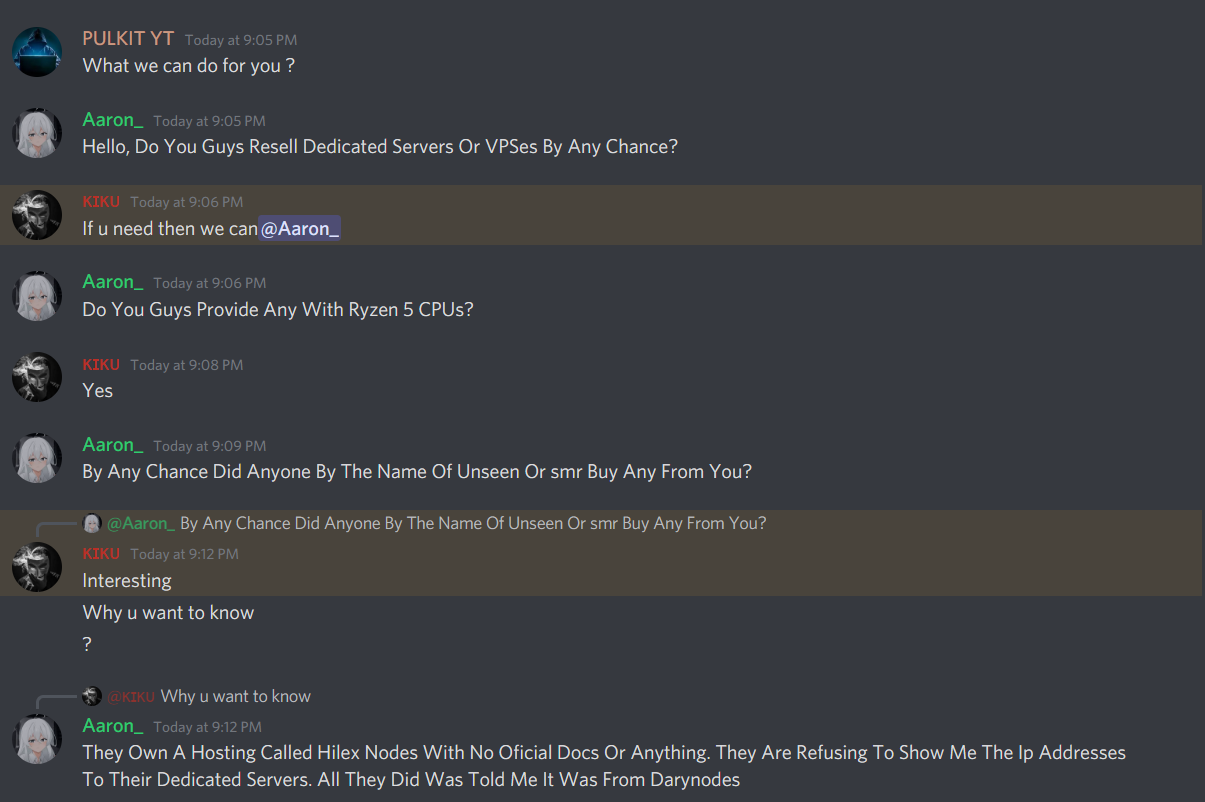 PULKIT YT Today at 9:05 PM
What we can do for you ?
Aaron_ Today at 9:05 PM
Hello, Do You Guys Resell Dedicated Servers Or VPSes By Any Chance?
KIKU Today at 9:06 PM
If u need then we can@Aaron_
Aaron_ Today at 9:06 PM
Do You Guys Provide Any With Ryzen 5 CPUs?
KIKU Today at 9:08 PM
Yes
Aaron_ Today at 9:09 PM
By Any Chance Did Anyone By The Name Of Unseen Or smr Buy Any From You?
@Aaron_ By Any Chance Did Anyone By The Name Of Unseen Or smr Buy Any From You?
KIKU Today at 9:12 PM
Interesting
Why u want to know
?
@KIKU Why u want to know
Aaron_ Today at 9:12 PM
They Own A Hosting Called Hilex Nodes With No Oficial Docs Or Anything. They Are Refusing To Show Me The Ip Addresses
To Their Dedicated Servers. All They Did Was Told Me It Was From Darynodes